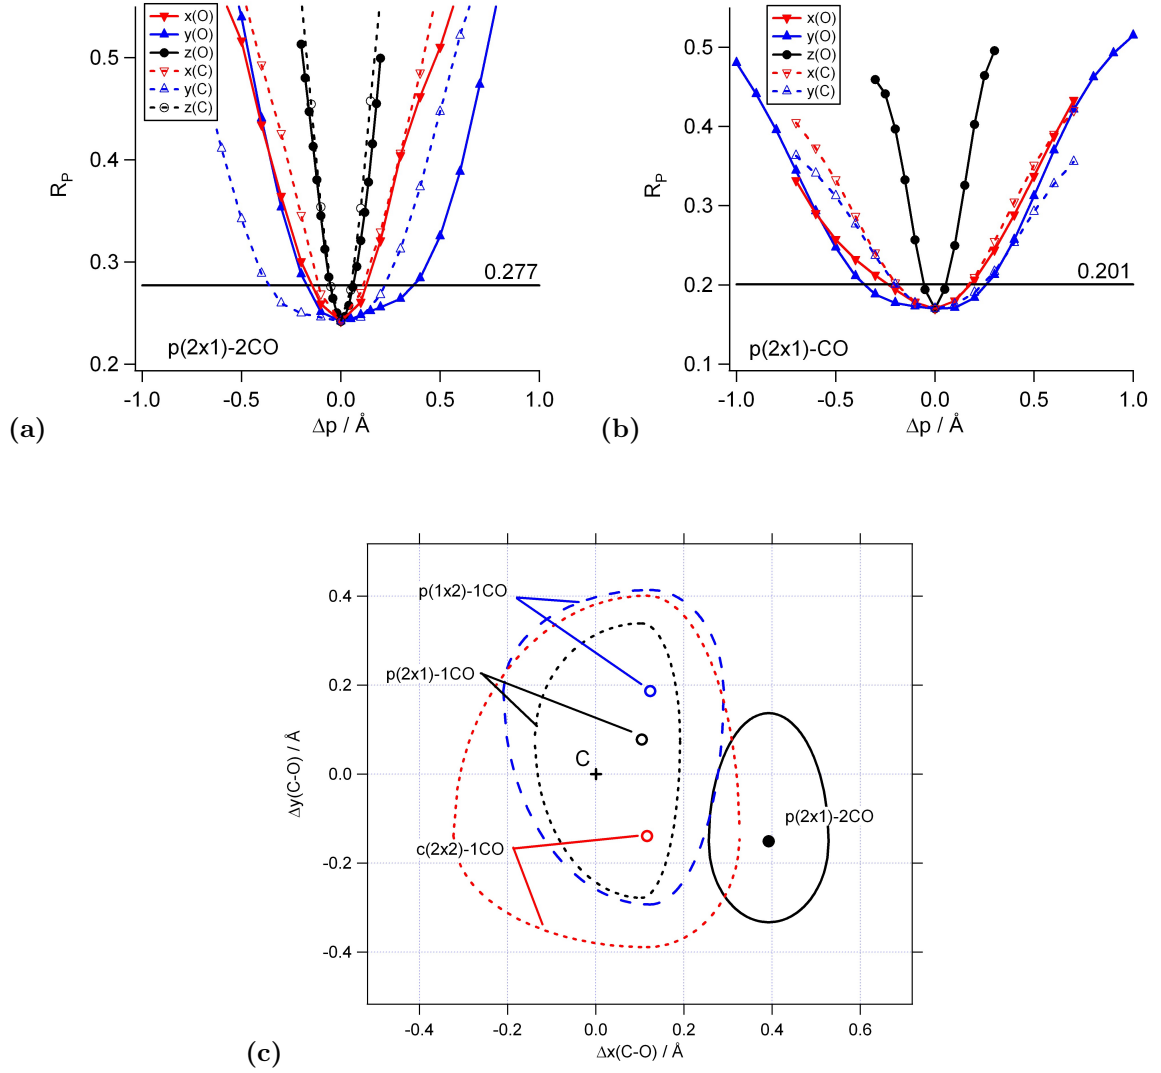 x(O)
y(O)
z(O)
x(C)
y(C)
z(C)
0.5
0.4
0.3
0.2
R_P
0.277
p(2x1)-2CO
-1.0 -0.5 0.0 0.5 1.0
Δp / Å
(a)
x(O)
y(O)
z(O)
x(C)
y(C)
0.5
0.4
0.3
0.2
0.1
R_P
0.201
p(2x1)-CO
-1.0 -0.5 0.0 0.5 1.0
Δp / Å
(b)
p(1x2)-1CO
p(2x1)-1CO
C
c(2x2)-1CO
p(2x1)-2CO
0.4
0.2
0.0
-0.2
-0.4
Δy(C-O) / Å
-0.4 -0.2 0.0 0.2 0.4 0.6
Δx(C-O) / Å
(c)